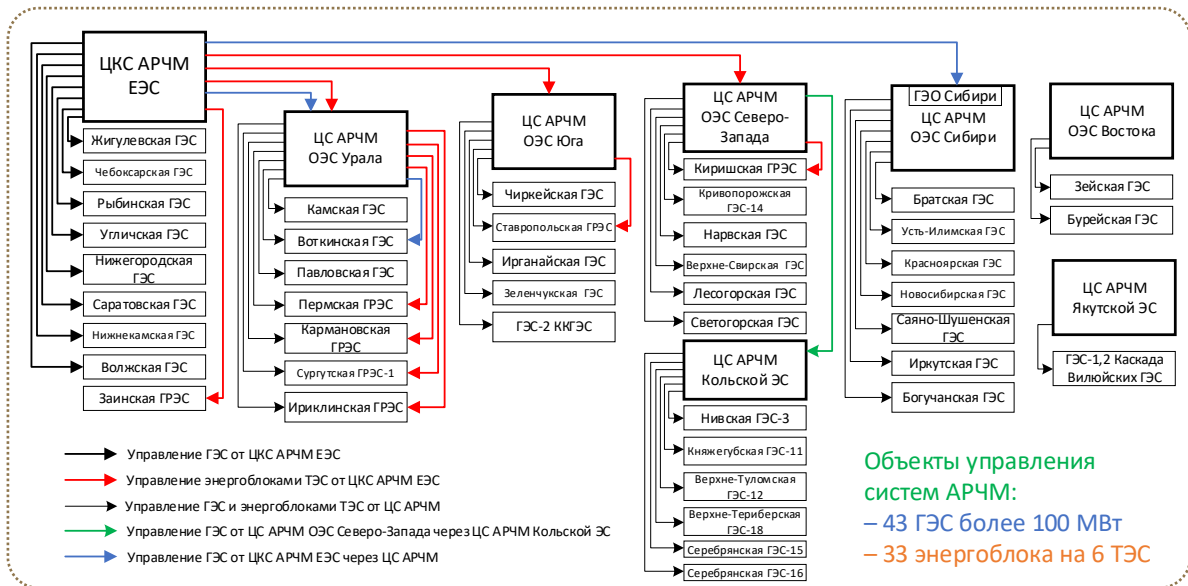 ЦКС АРЧМ
ЕЭС
Жигулевская ГЭС
Чебоксарская ГЭС
Рыбинская ГЭС
Угличская ГЭС
Нижегородская
ГЭС
Саратовская ГЭС
Нижнекамская ГЭС
Волжская ГЭС
Заинская ГРЭС
ЦС АРЧМ
ОЭС Урала
Камская ГЭС
Воткинская ГЭС
Павловская ГЭС
Пермская ГРЭС
Кармановская
ГРЭС
Сургутская ГРЭС-1
Ириклинская ГРЭС
ЦС АРЧМ
ОЭС Юга
Чиркейская ГЭС
Ставропольская ГРЭС
Ирганайская ГЭС
Зеленчукская ГЭС
ГЭС-2 ККГЭС
ЦС АРЧМ
ОЭС Северо-
Запада
Киришская ГРЭС
Кривопорожская
ГЭС-14
Нарвская ГЭС
Верхне-Свирская ГЭС
Лесогорская ГЭС
Светогорская ГЭС
ЦС АРЧМ
Кольской ЭС
Нивская ГЭС-3
Княжегубская ГЭС-11
Верхне-Туломская
ГЭС-12
Верхне-Териберская
ГЭС-18
Серебрянская ГЭС-15
Серебрянская ГЭС-16
ГЭО Сибири
ЦС АРЧМ
ОЭС Сибири
Братская ГЭС
Усть-Илимская ГЭС
Красноярская ГЭС
Новосибирская ГЭС
Саяно-Шушенская
ГЭС
Иркутская ГЭС
Богучанская ГЭС
ЦС АРЧМ
ОЭС Востока
Зейская ГЭС
Бурейская ГЭС
ЦС АРЧМ
Якутской ЭС
ГЭС-1,2 Каскада
Вилюйских ГЭС
Управление ГЭС от ЦКС АРЧМ ЕЭС
Управление энергоблоками ТЭС от ЦКС АРЧМ ЕЭС
Управление ГЭС и энергоблоками ТЭС от ЦС АРЧМ
Управление ГЭС от ЦС АРЧМ ОЭС Северо-Запада через ЦС АРЧМ Кольской ЭС
Управление ГЭС от ЦКС АРЧМ ЕЭС через ЦС АРЧМ
Объекты управления
систем АРЧМ:
– 43 ГЭС более 100 МВт
– 33 энергоблока на 6 ТЭС